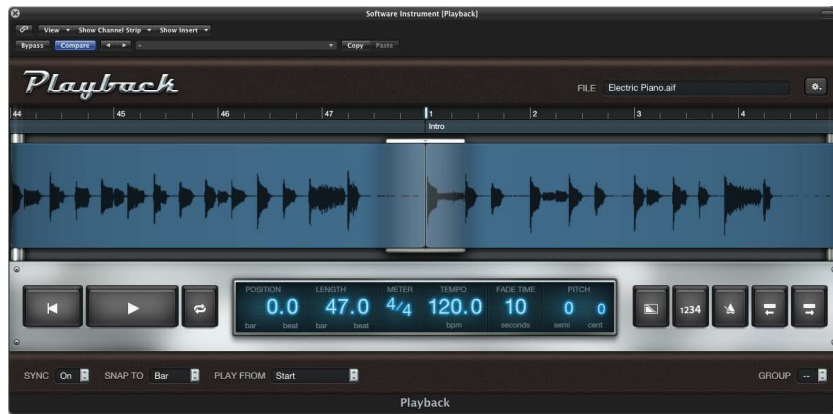 Software Instrument [Playback]
View Show Channel Strip Show Insert
Bypass Compare - Copy Paste
Playback FILE Electric Piano.aif
44 45 46 47 1 2 3 4
Intro
POSITION LENGTH METER TEMPO FADE TIME PITCH
0.0 47.0 4/4 120.0 10 0 0
bar beat bar beat bpm seconds semi cent
1234
SYNC On SNAP TO Bar PLAY FROM Start GROUP --
Playback